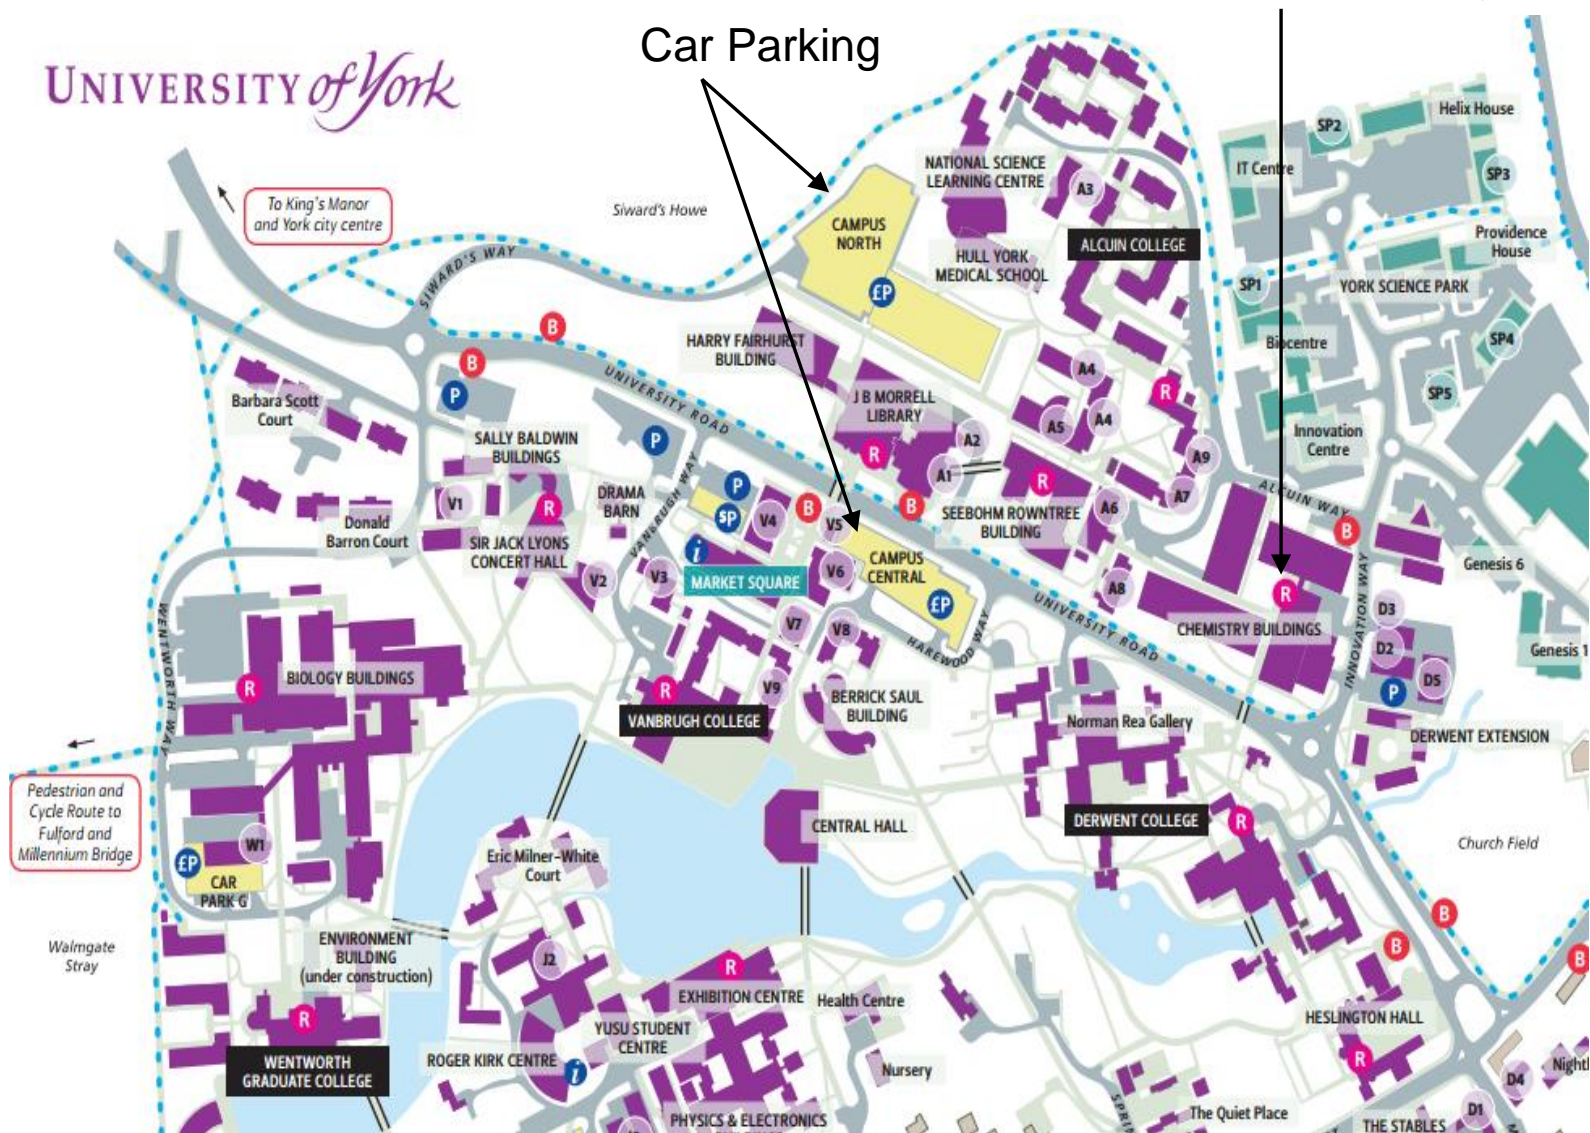 Car Parking
UNIVERSITY of York
To King's Manor
and York city centre
Siward's Howe
SIWARD'S WAY
CAMPUS
NORTH
£P
NATIONAL SCIENCE
LEARNING CENTRE
A3
HULL YORK
MEDICAL SCHOOL
ALCUIN COLLEGE
SP2
Helix House
IT Centre
SP3
Providence
House
SP1
YORK SCIENCE PARK
SP4
Biocentre
SP5
Innovation
Centre
B
B
P
UNIVERSITY ROAD
HARRY FAIRHURST
BUILDING
J B MORRELL
LIBRARY
R
A2
A1
A4
A4
A5
R
A9
A7
A6
A8
SEEBOHM ROWNTREE
BUILDING
R
ALCUIN WAY
B
Barbara Scott
Court
SALLY BALDWIN
BUILDINGS
P
V1
R
DRAMA
BARN
VANBRUGH WAY
P
SP
V4
B
V5
B
Donald
Barron Court
SIR JACK LYONS
CONCERT HALL
V2
V3
i
MARKET SQUARE
V6
CAMPUS
CENTRAL
£P
HAREWOOD WAY
UNIVERSITY ROAD
R
CHEMISTRY BUILDINGS
INNOVATION WAY
Genesis 6
Genesis 1
D3
D2
D5
P
DERWENT EXTENSION
WENTWORTH WAY
R
BIOLOGY BUILDINGS
V7
V8
V9
R
VANBRUGH COLLEGE
BERRICK SAUL
BUILDING
Norman Rea Gallery
Pedestrian and
Cycle Route to
Fulford and
Millennium Bridge
£P
W1
CAR
PARK G
CENTRAL HALL
DERWENT COLLEGE
R
Church Field
Eric Milner-White
Court
Walmgate
Stray
ENVIRONMENT
BUILDING
(under construction)
J2
R
EXHIBITION CENTRE
Health Centre
B
B
B
HESLINGTON HALL
R
R
WENTWORTH
GRADUATE COLLEGE
ROGER KIRK CENTRE
i
YUSU STUDENT
CENTRE
Nursery
PHYSICS & ELECTRONICS
The Quiet Place
THE STABLES
D4
D1